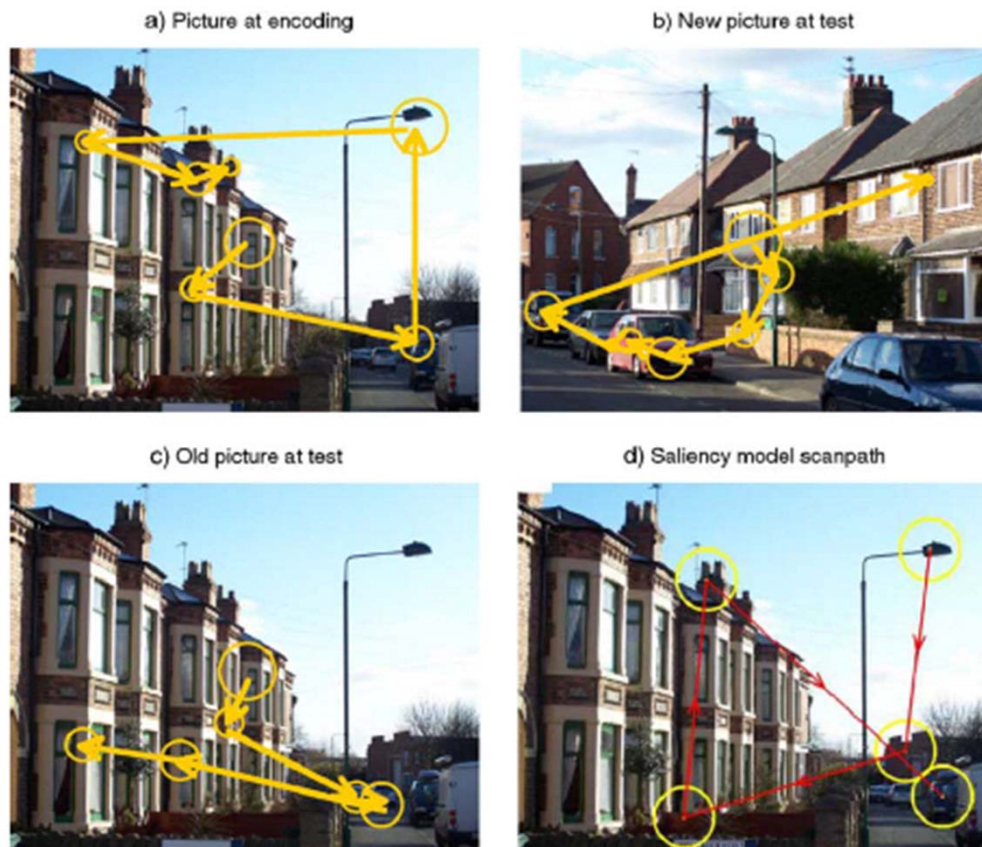 a) Picture at encoding
b) New picture at test
c) Old picture at test
d) Saliency model scanpath